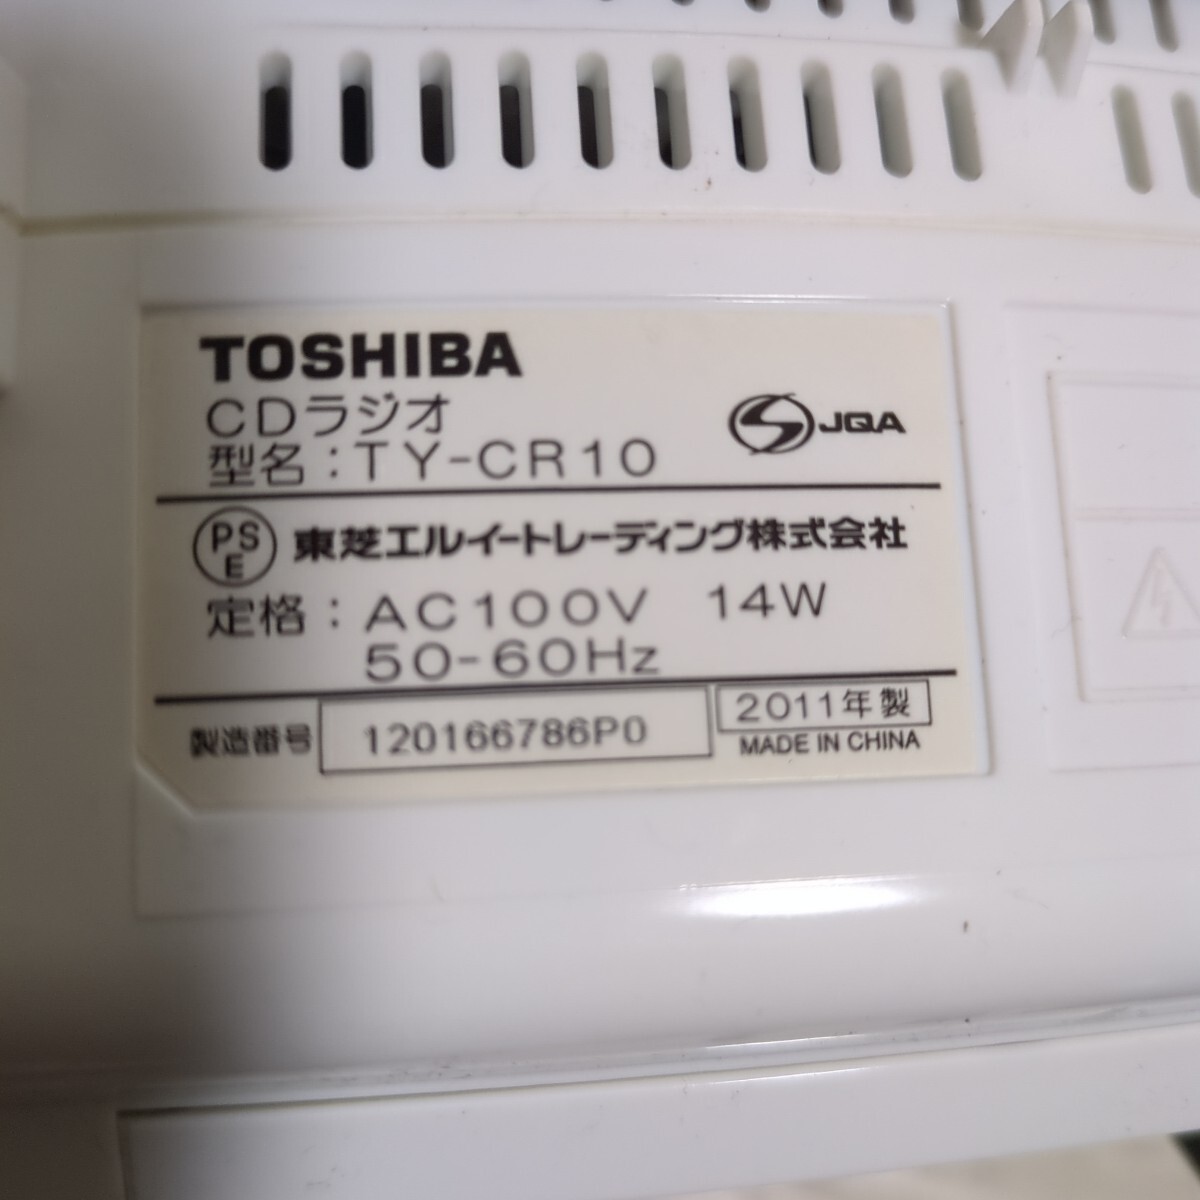 TOSHIBA
CDラジオ
型名:TY-CR10
JQA
PSE 東芝エルイートレーディング株式会社
定格:AC100V 14W
50-60Hz
製造番号 120166786P0
2011年製
MADE IN CHINA